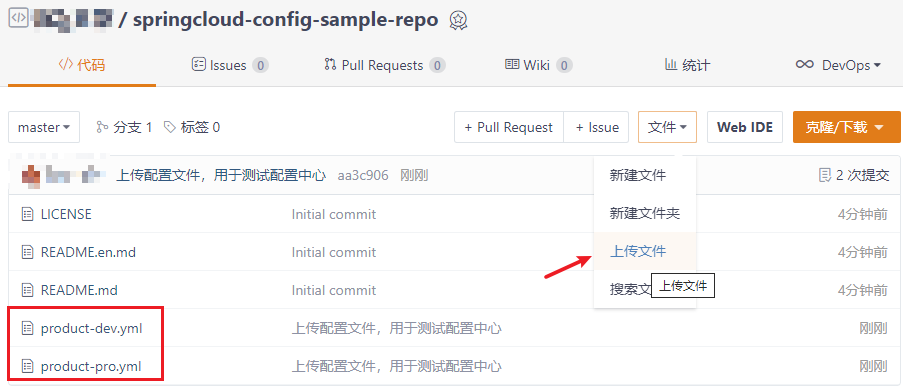 / springcloud-config-sample-repo
代码 Issues 0 Pull Requests 0 Wiki 0 统计 DevOps
master 分支 1 标签 0 + Pull Request + Issue 文件 Web IDE 克隆/下载
上传配置文件，用于测试配置中心 aa3c906 刚刚 2 次提交
新建文件
新建文件夹
上传文件
搜索文
上传文件
LICENSE Initial commit 4分钟前
README.en.md Initial commit 4分钟前
README.md Initial commit 4分钟前
product-dev.yml 上传配置文件，用于测试配置中心 刚刚
product-pro.yml 上传配置文件，用于测试配置中心 刚刚